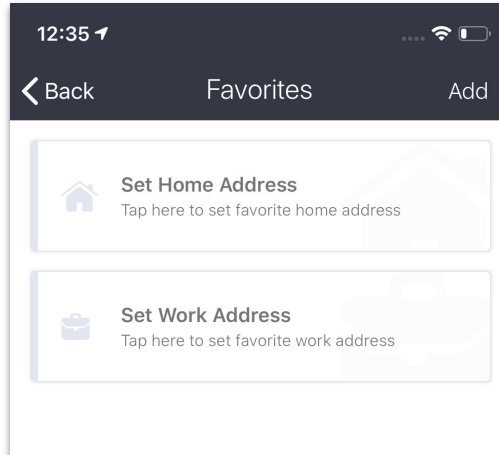 12:35
Back Favorites Add
Set Home Address
Tap here to set favorite home address
Set Work Address
Tap here to set favorite work address